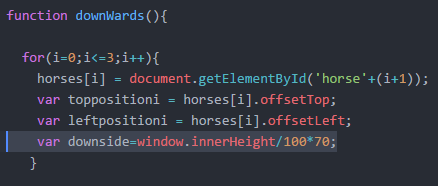 function downWards(){
for(i=0;i<=3;i++){
horses[i] = document.getElementById('horse'+(i+1));
var toppositioni = horses[i].offsetTop;
var leftpositioni = horses[i].offsetLeft;
var downside=window.innerHeight/100*70;
}